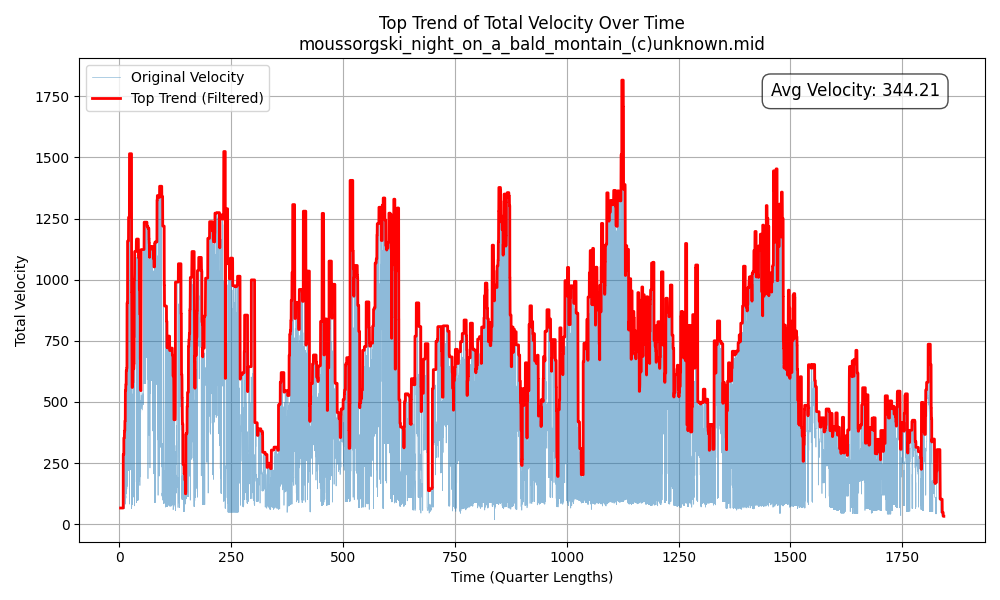 Top Trend of Total Velocity Over Time
moussorgski_night_on_a_bald_montain_(c)unknown.mid
Original Velocity
Top Trend (Filtered)
Avg Velocity: 344.21
Total Velocity
1750
1500
1250
1000
750
500
250
0
0
250
500
750
1000
1250
1500
1750
Time (Quarter Lengths)